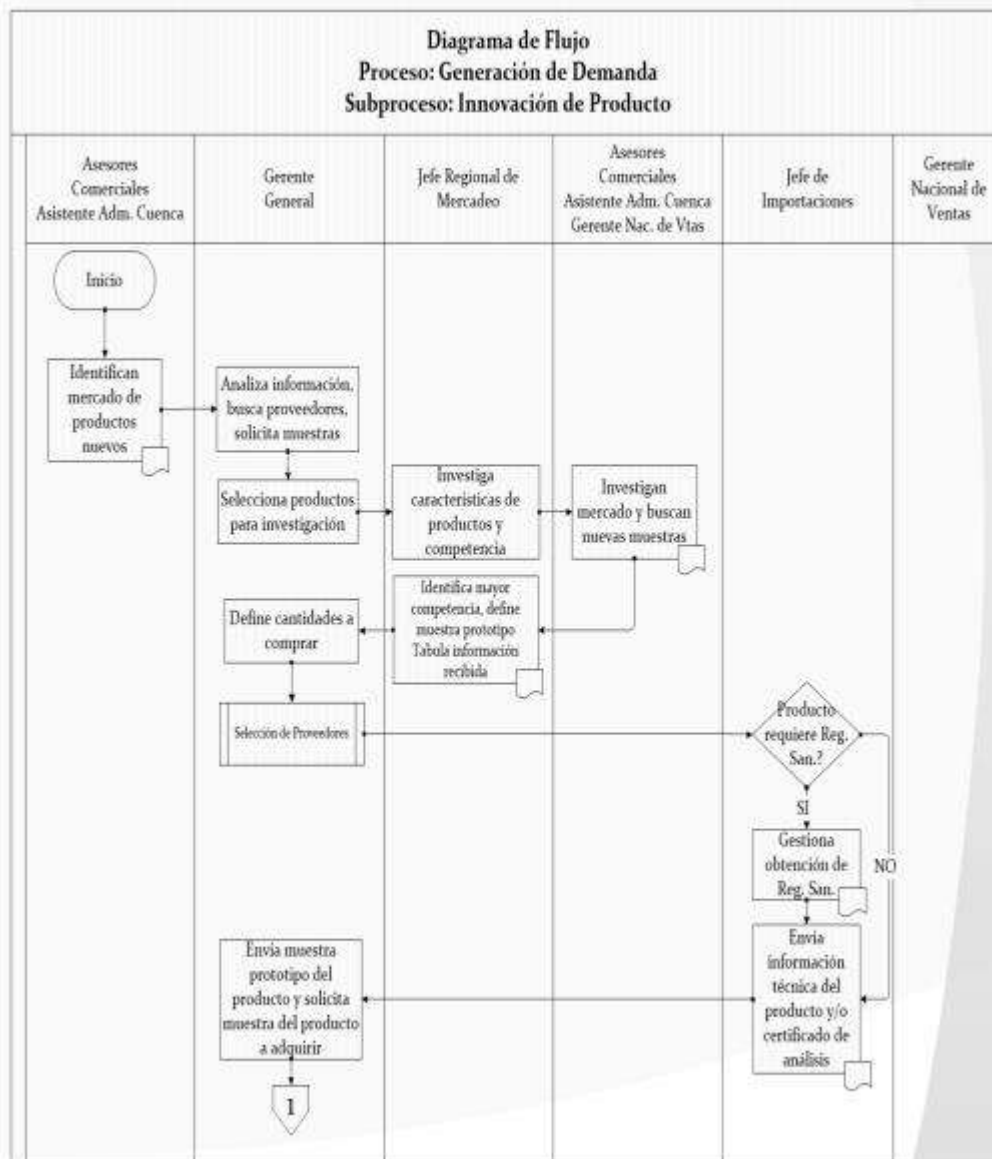 Diagrama de Flujo
Proceso: Generación de Demanda
Subproceso: Innovación de Producto
Asesores
Comerciales
Asistente Adm. Cuenca
Gerente
General
Jefe Regional de
Mercadeo
Asesores
Comerciales
Asistente Adm. Cuenca
Gerente Nac. de Vtas
Jefe de
Importaciones
Gerente
Nacional de
Ventas
Inicio
Identifican
mercado de
productos
nuevos
Analiza información,
busca proveedores,
solicita muestras
Selecciona productos
para investigación
Investiga
características de
productos y
competencia
Investigan
mercado y buscan
nuevas muestras
Identifica mayor
competencia, define
muestra prototipo
Tabula información
recibida
Define cantidades a
comprar
Selección de Proveedores
Producto
requiere Reg.
San.?
SI
NO
Gestiona
obtención de
Reg. San.
Envía
información
técnica del
producto y/o
certificado de
análisis
Envía muestra
prototipo del
producto y solicita
muestra del producto
a adquirir
1